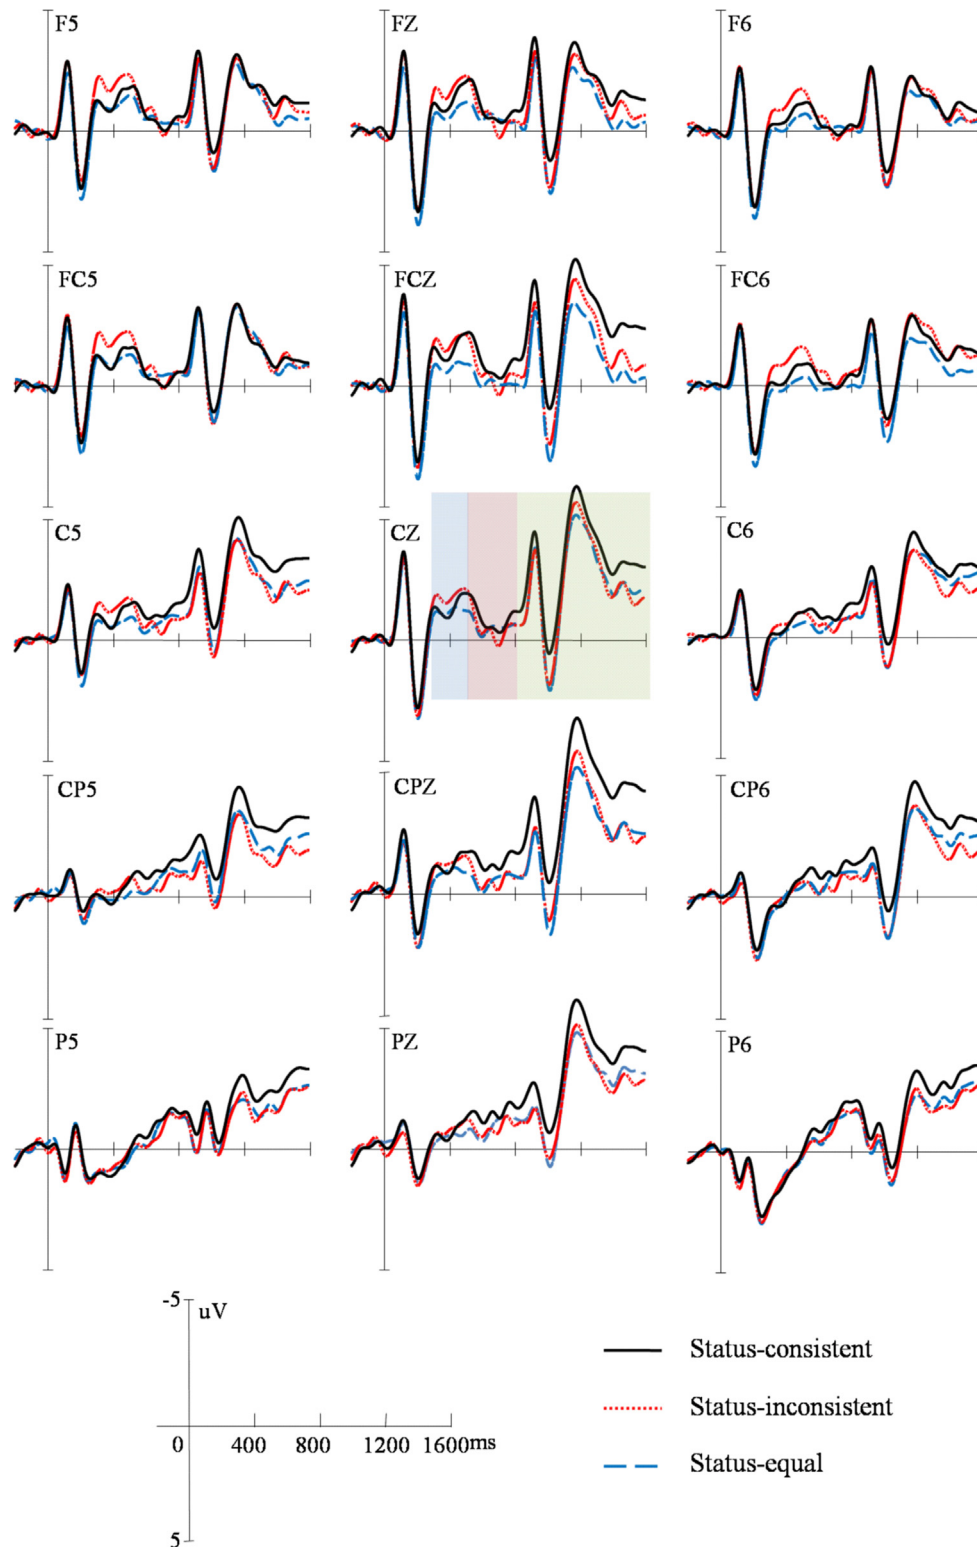 F5
FZ
F6
FC5
FCZ
FC6
C5
CZ
C6
CP5
CPZ
CP6
P5
PZ
P6
-5
uV
0
400
800
1200
1600ms
5
Status-consistent
Status-inconsistent
Status-equal